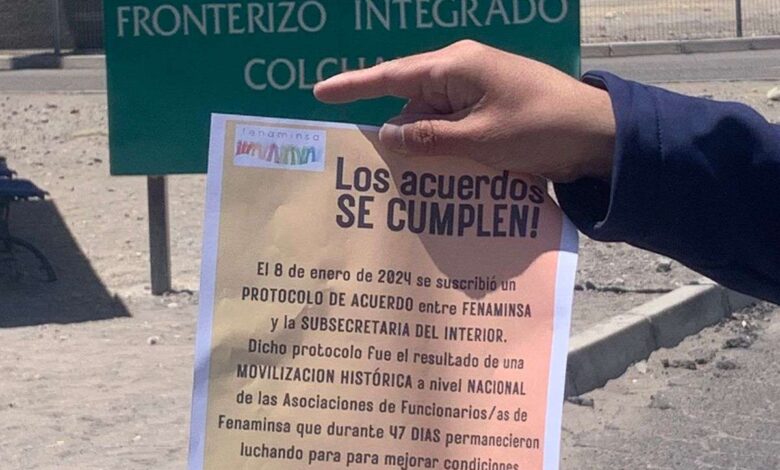 FRONTERIZO INTEGRADO
fenaminsa
Los acuerdos
SE CUMPLEN!
El 8 de enero de 2024 se suscribió un
PROTOCOLO DE ACUERDO entre FENAMINSA
y la SUBSECRETARIA DEL INTERIOR.
Dicho protocolo fue el resultado de una
MOVILIZACION HISTÓRICA a nivel NACIONAL
de las Asociaciones de Funcionarios/as de
Fenaminsa que durante 47 DIAS permanecieron
luchando para para mejorar condiciones